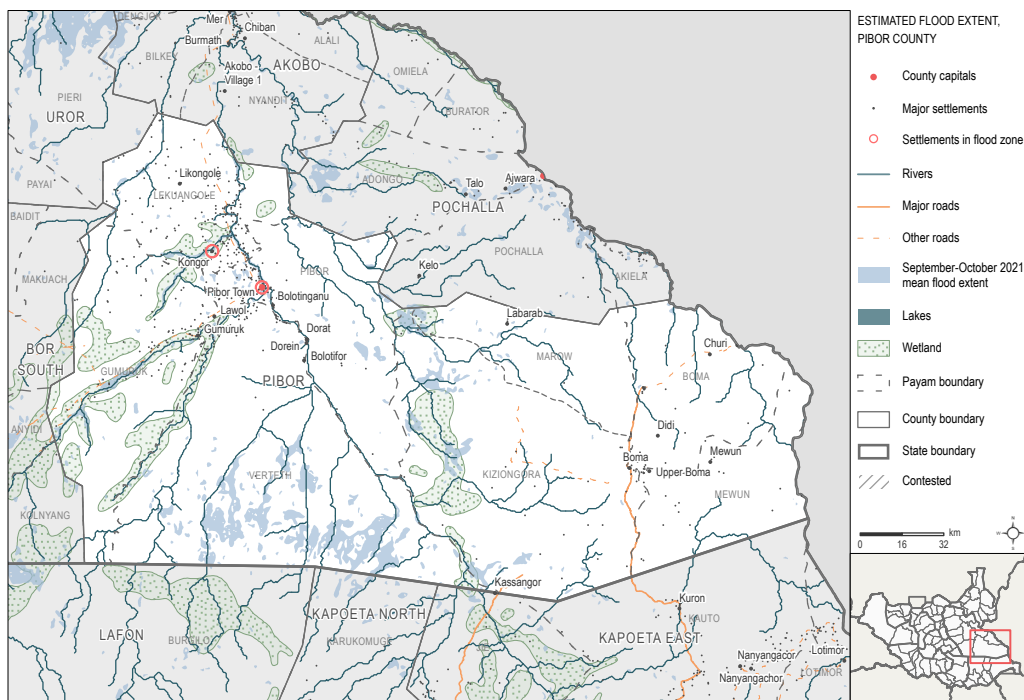 DENGJOK
Mer
Chiban
Burmath
ALALI
BILKEY
AKOBO
Akobo
Village 1
OMIELA
PIERI
NYANDIT
BURATOR
UROR
Likongole
ADONGO
Talo
Ajwara
PAYAI
LEKUANGOLE
POCHALLA
BAIDIT
POCHALLA
Kongor
PIBOR
Kelo
AKIELA
MAKUACH
Pibor Town
Bolotinganu
Lawol
Labarab
Gumuruk
Dorat
Churi
BOR
SOUTH
Dorein
Bolotifor
MAROW
GUMURUK
PIBOR
BOMA
ANYIDI
Didi
Boma
Mewun
VERTETH
KIZIONGORA
Upper-Boma
MEWUN
KOLNYANG
Kassangor
Kuron
LAFON
KAPOETA NORTH
KAUTO
BURGILO
KARUKOMUGE
KAPOETA EAST
Lotimor
Nanyangacor
Nanyangachor
LOTIMOR
ESTIMATED FLOOD EXTENT,
PIBOR COUNTY
County capitals
Major settlements
Settlements in flood zone
Rivers
Major roads
Other roads
September-October 2021
mean flood extent
Lakes
Wetland
Payam boundary
County boundary
State boundary
Contested
km
0 16 32
N
W
S